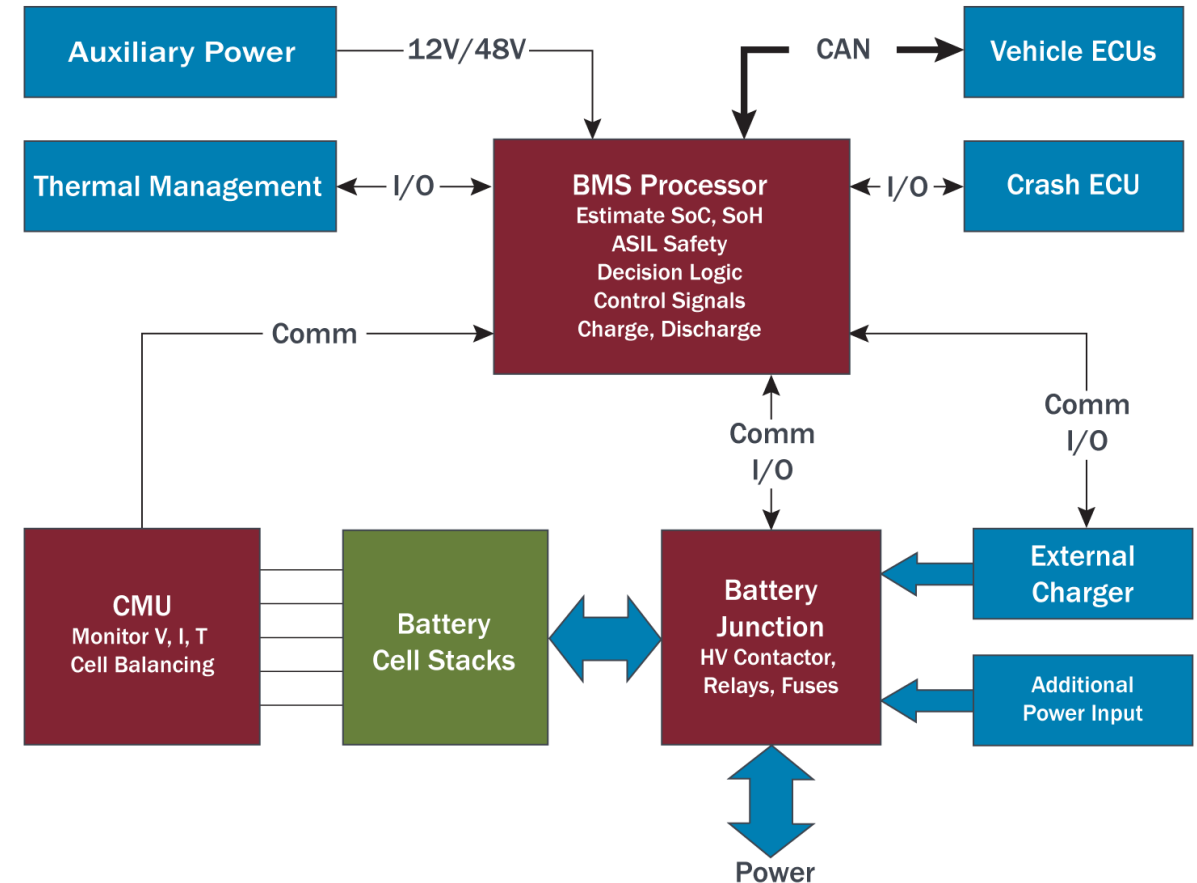 Auxiliary Power
12V/48V
CAN
Vehicle ECUs
Thermal Management
I/O
BMS Processor
Estimate SoC, SoH
ASIL Safety
Decision Logic
Control Signals
Charge, Discharge
I/O
Crash ECU
Comm
Comm
I/O
Comm
I/O
CMU
Monitor V, I, T
Cell Balancing
Battery
Cell Stacks
Battery
Junction
HV Contactor,
Relays, Fuses
External
Charger
Additional
Power Input
Power